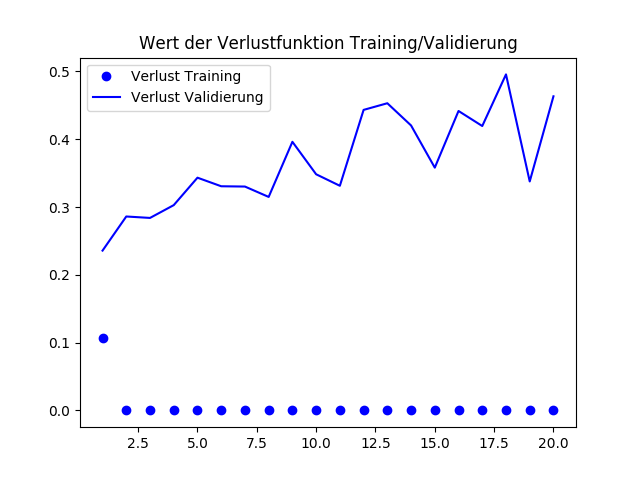 Wert der Verlustfunktion Training/Validierung
Verlust Training
Verlust Validierung
0.5
0.4
0.3
0.2
0.1
0.0
2.5 5.0 7.5 10.0 12.5 15.0 17.5 20.0